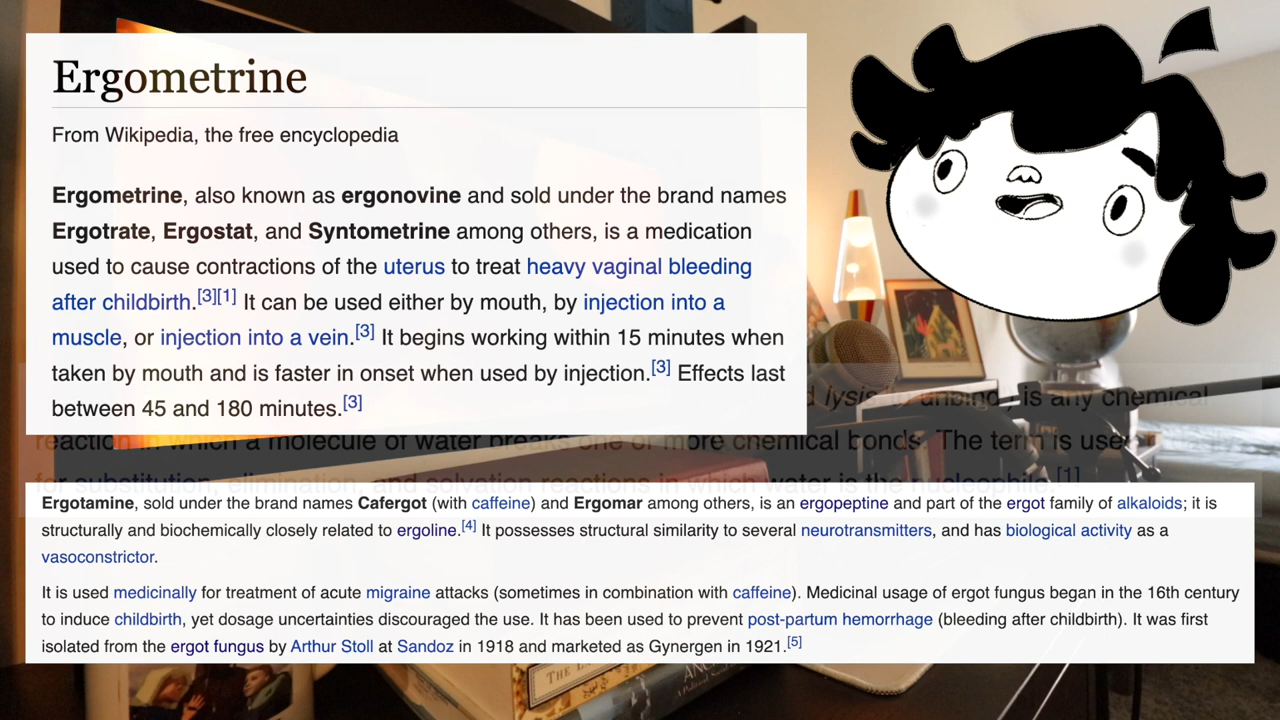 Ergometrine
From Wikipedia, the free encyclopedia
Ergometrine, also known as ergonovine and sold under the brand names
Ergotrate, Ergostat, and Syntometrine among others, is a medication
used to cause contractions of the uterus to treat heavy vaginal bleeding
after childbirth.[3][1] It can be used either by mouth, by injection into a
muscle, or injection into a vein.[3] It begins working within 15 minutes when
taken by mouth and is faster in onset when used by injection.[3] Effects last
between 45 and 180 minutes.[3]
lysis to unbind) is any chemical
reaction in which a molecule of water breaks one or more chemical bonds. The term is used
for substitution, elimination, and solvation reactions in which water is the nucleophile.[1]
Ergotamine, sold under the brand names Cafergot (with caffeine) and Ergomar among others, is an ergopeptine and part of the ergot family of alkaloids; it is
structurally and biochemically closely related to ergoline.[4] It possesses structural similarity to several neurotransmitters, and has biological activity as a
vasoconstrictor.
It is used medicinally for treatment of acute migraine attacks (sometimes in combination with caffeine). Medicinal usage of ergot fungus began in the 16th century
to induce childbirth, yet dosage uncertainties discouraged the use. It has been used to prevent post-partum hemorrhage (bleeding after childbirth). It was first
isolated from the ergot fungus by Arthur Stoll at Sandoz in 1918 and marketed as Gynergen in 1921.[5]
THE